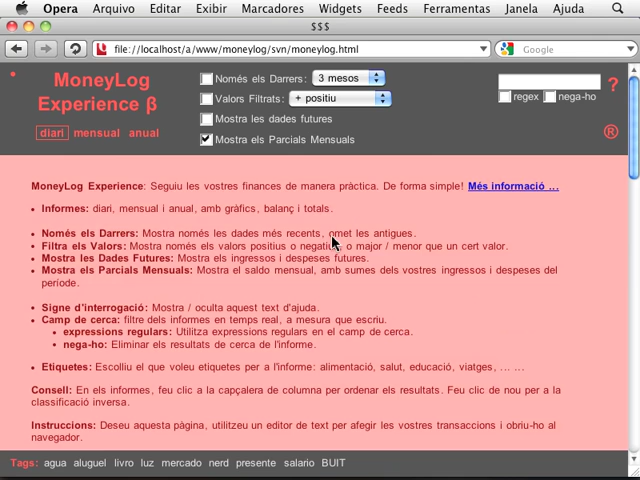 Opera Arquivo Editar Exibir Marcadores Widgets Feeds Ferramentas Janela Ajuda
$$$
file://localhost/a/www/moneylog/svn/moneylog.html
Google
MoneyLog
Experience β
diari mensual anual
Només els Darrers: 3 mesos
Valors Filtrats: + positiu
Mostra les dades futures
Mostra els Parcials Mensuals
regex nega-ho
?
®
MoneyLog Experience: Seguiu les vostres finances de manera pràctica. De forma simple! Més informació ...
• Informes: diari, mensual i anual, amb gràfics, balanç i totals.
• Només els Darrers: Mostra només les dades més recents, omet les antigues.
• Filtra els Valors: Mostra només els valors positius o negatius, o major / menor que un cert valor.
• Mostra les Dades Futures: Mostra els ingressos i despeses futures.
• Mostra els Parcials Mensuals: Mostra el saldo mensual, amb sumes dels vostres ingressos i despeses del
període.
• Signe d'interrogació: Mostra / oculta aquest text d'ajuda.
• Camp de cerca: filtre dels informes en temps real, a mesura que escriu.
• expressions regulars: Utilitza expressions regulars en el camp de cerca.
• nega-ho: Eliminar els resultats de cerca de l'informe.
• Etiquetes: Escolliu el que voleu etiquetes per a l'informe: alimentació, salut, educació, viatges, ... ...
Consell: En els informes, feu clic a la capçalera de columna per ordenar els resultats. Feu clic de nou per a la
classificació inversa.
Instruccions: Deseu aquesta pàgina, utilitzeu un editor de text per afegir les vostres transaccions i obriu-ho al
navegador.
Tags: agua aluguel livro luz mercado nerd presente salario BUIT